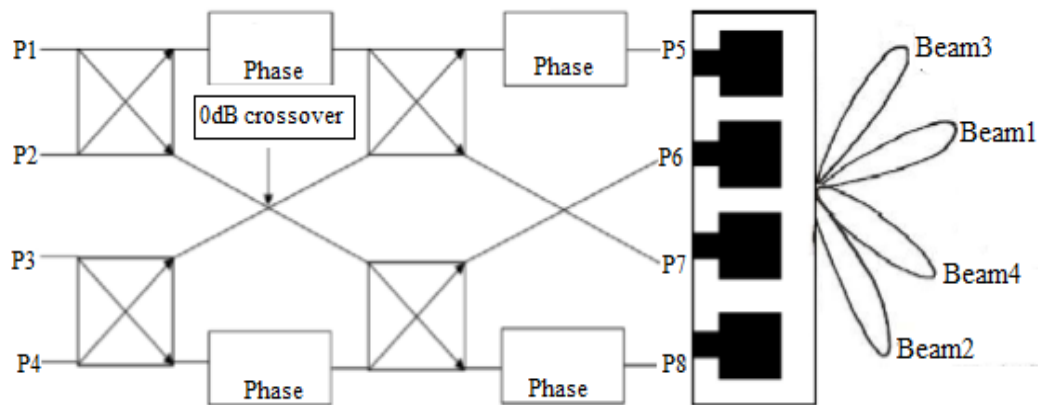 P1
Phase
Phase
P5
Beam3
0dB crossover
Beam1
P2
P6
P3
P7
Beam4
P4
Phase
Phase
P8
Beam2